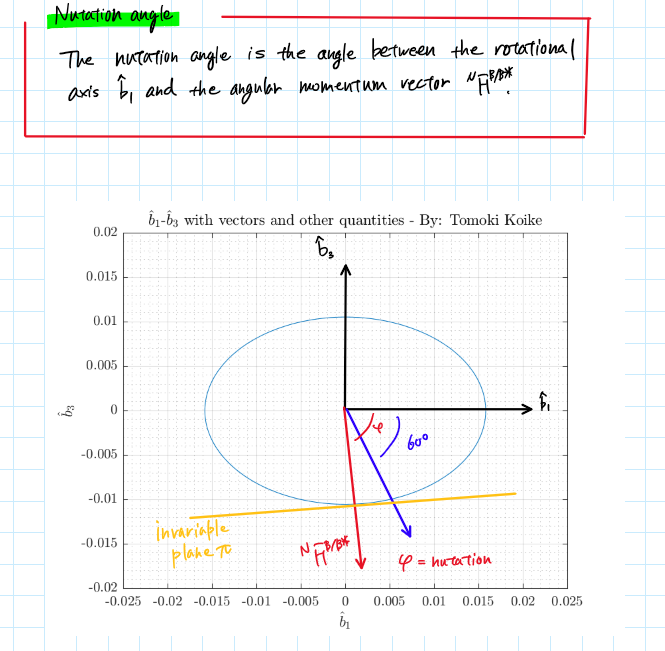 Nutation angle
The nutation angle is the angle between the rotational
axis b̂₁ and the angular momentum vector ᴺH̄ᴮ/ᴮ*.
b̂₁-b̂₃ with vectors and other quantities - By: Tomoki Koike
0.02
b̂₃
0.015
0.01
0.005
0
b̂₁
b̂₃
φ
60°
-0.005
-0.01
invariable
plane π
-0.015
ᴺH̄ᴮ/ᴮ*
φ = nutation
-0.02
-0.025 -0.02 -0.015 -0.01 -0.005 0 0.005 0.01 0.015 0.02 0.025
b̂₁